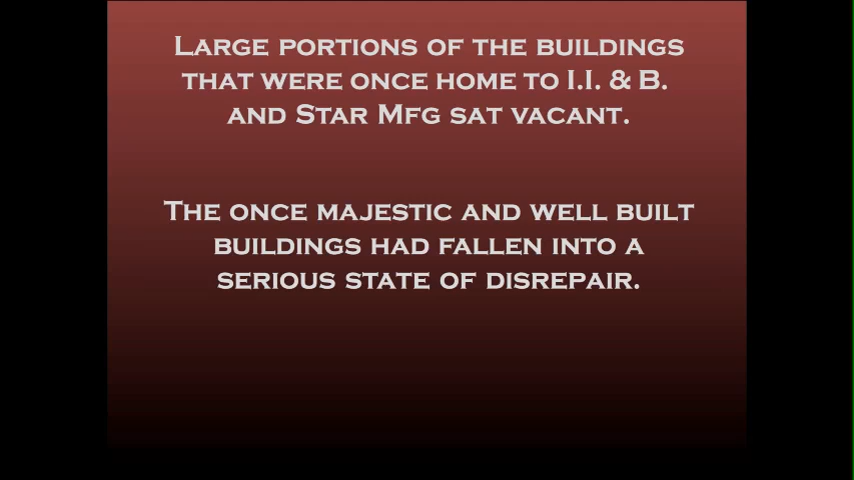 Large portions of the buildings
that were once home to I.I. & B.
and Star Mfg sat vacant.
The once majestic and well built
buildings had fallen into a
serious state of disrepair.